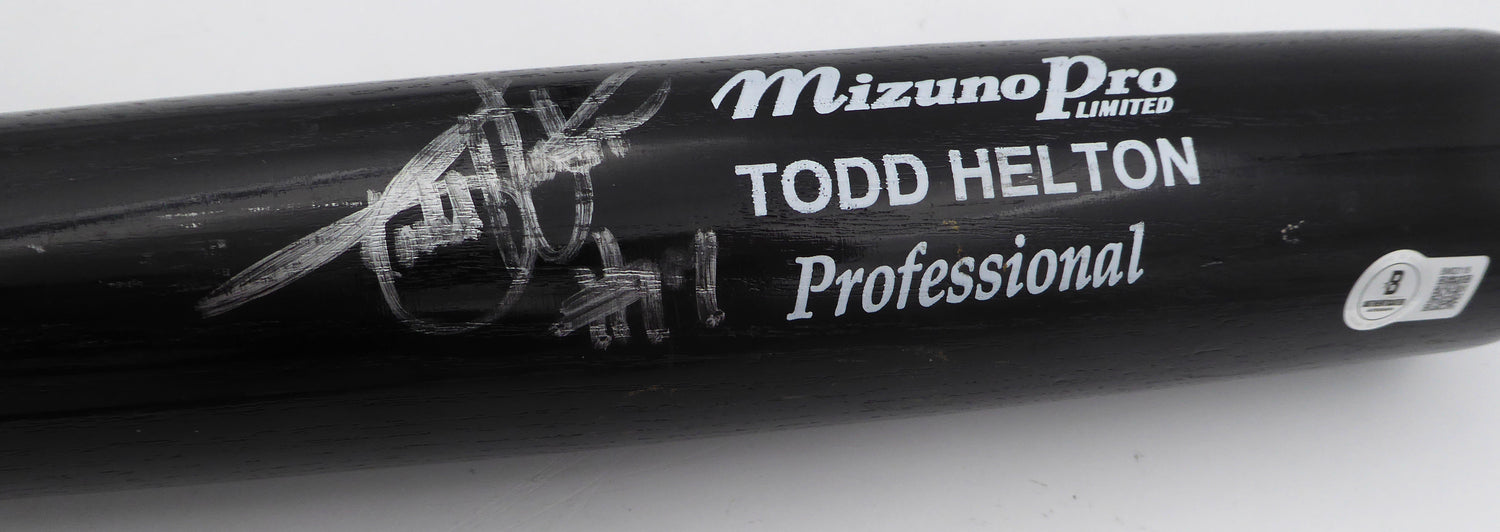 Mizuno Pro
LIMITED
TODD HELTON
Professional
B